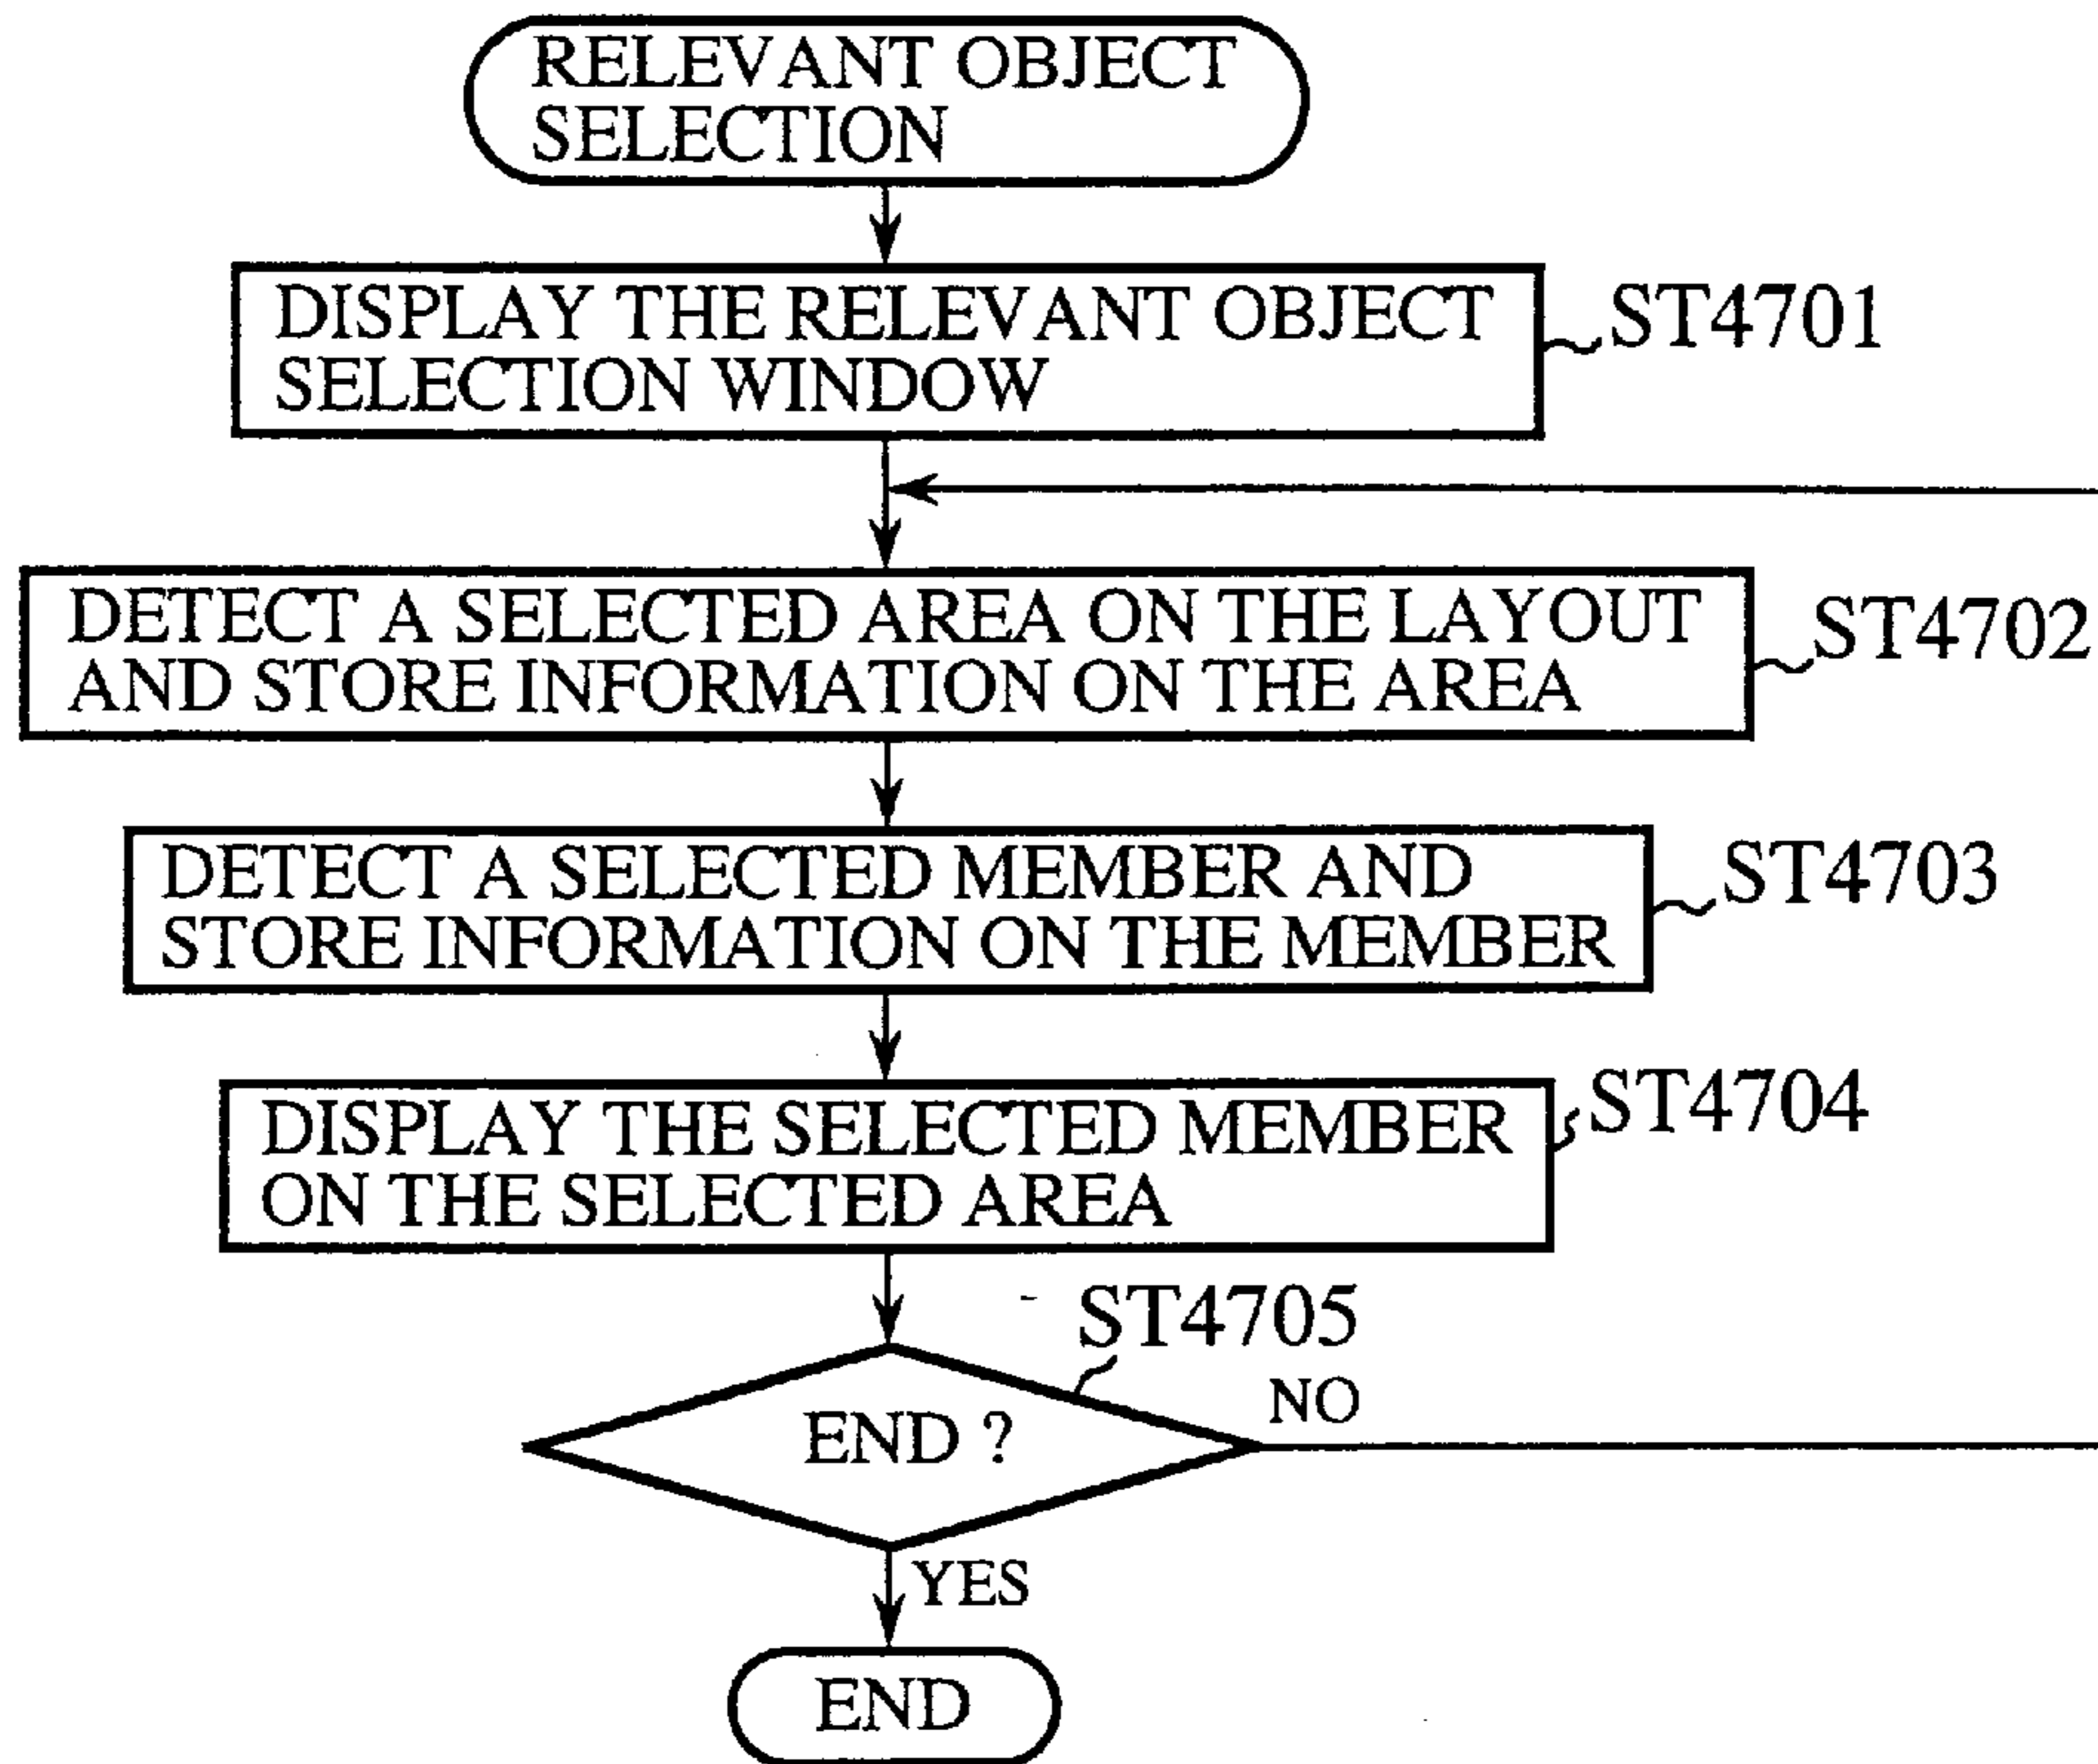 RELEVANT OBJECT
SELECTION
DISPLAY THE RELEVANT OBJECT
SELECTION WINDOW
ST4701
DETECT A SELECTED AREA ON THE LAYOUT
AND STORE INFORMATION ON THE AREA
ST4702
DETECT A SELECTED MEMBER AND
STORE INFORMATION ON THE MEMBER
ST4703
DISPLAY THE SELECTED MEMBER
ON THE SELECTED AREA
ST4704
ST4705
END ?
NO
YES
END